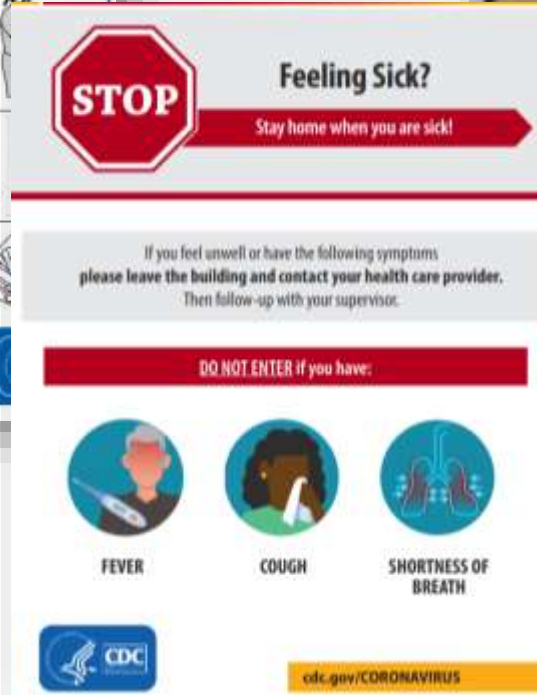 STOP
Feeling Sick?
Stay home when you are sick!
If you feel unwell or have the following symptoms
please leave the building and contact your health care provider.
Then follow-up with your supervisor.
DO NOT ENTER if you have:
FEVER
COUGH
SHORTNESS OF
BREATH
CDC
cdc.gov/CORONAVIRUS